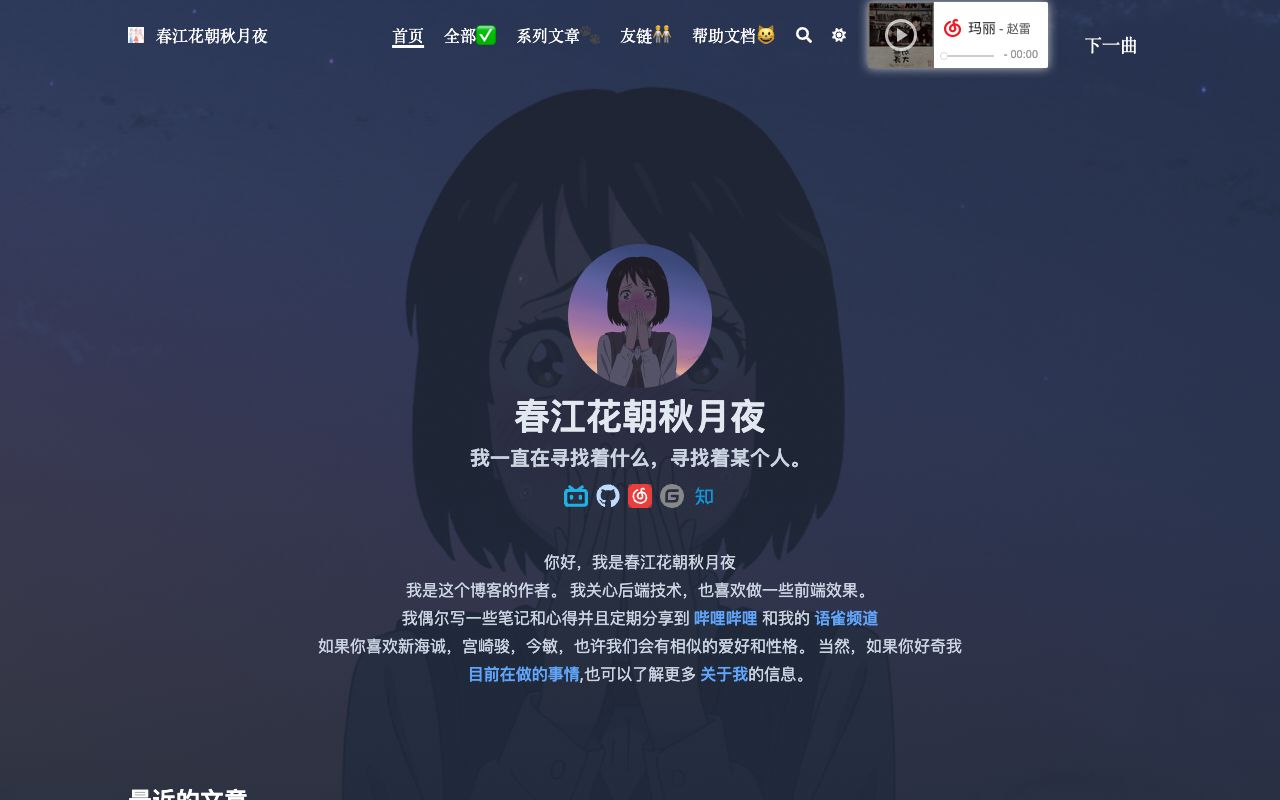 春江花朝秋月夜
首页 全部✅ 系列文章🐾 友链👬 帮助文档😺
玛丽 - 赵雷
- 00:00
下一曲
春江花朝秋月夜
我一直在寻找着什么，寻找着某个人。
知
你好，我是春江花朝秋月夜
我是这个博客的作者。 我关心后端技术，也喜欢做一些前端效果。
我偶尔写一些笔记和心得并且定期分享到 哔哩哔哩 和我的 语雀频道
如果你喜欢新海诚，宫崎骏，今敏，也许我们会有相似的爱好和性格。 当然，如果你好奇我
目前在做的事情,也可以了解更多 关于我的信息。
最近的文章